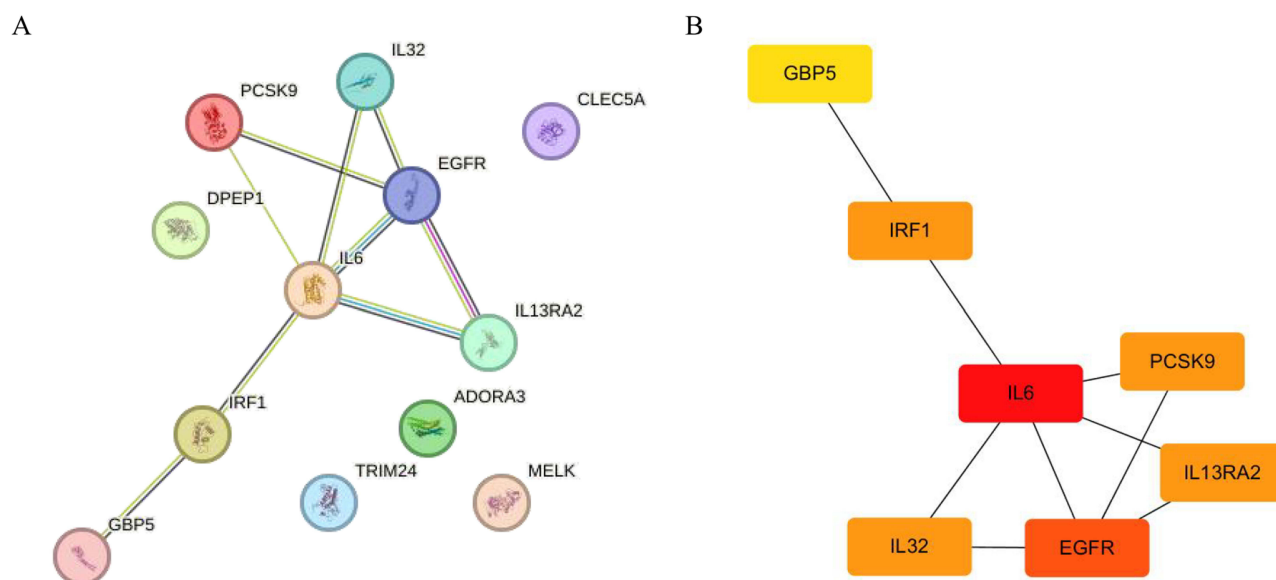 A
IL32
PCSK9
CLEC5A
EGFR
DPEP1
IL6
IL13RA2
ADORA3
IRF1
TRIM24
MELK
GBP5
B
GBP5
IRF1
PCSK9
IL6
IL13RA2
IL32
EGFR